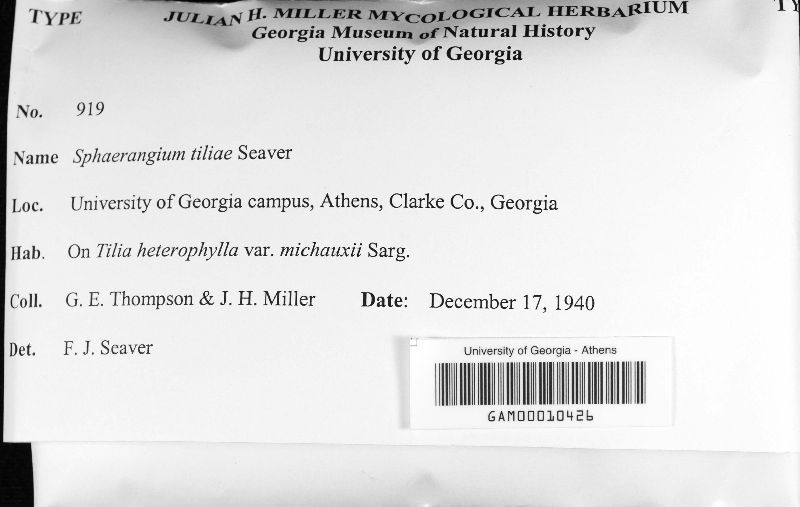 TYPE
JULIAN H. MILLER MYCOLOGICAL HERBARIUM
Georgia Museum of Natural History
University of Georgia
No. 919
Name Sphaerangium tiliae Seaver
Loc. University of Georgia campus, Athens, Clarke Co., Georgia
Hab. On Tilia heterophylla var. michauxii Sarg.
Coll. G. E. Thompson & J. H. Miller Date: December 17, 1940
Det. F. J. Seaver
University of Georgia - Athens
GAM00010426